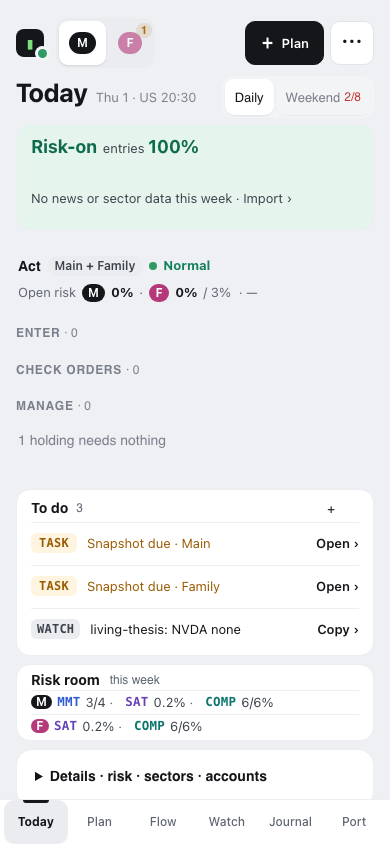 M F 1 + Plan ···
Today Thu 1 · US 20:30 Daily Weekend 2/8
Risk-on entries 100%
No news or sector data this week · Import ›
Act Main + Family Normal
Open risk M 0% · F 0% / 3% · —
ENTER · 0
CHECK ORDERS · 0
MANAGE · 0
1 holding needs nothing
To do 3 +
TASK Snapshot due · Main Open ›
TASK Snapshot due · Family Open ›
WATCH living-thesis: NVDA none Copy ›
Risk room this week
M MMT 3/4 · SAT 0.2% · COMP 6/6%
F SAT 0.2% · COMP 6/6%
▶ Details · risk · sectors · accounts
Today Plan Flow Watch Journal Port